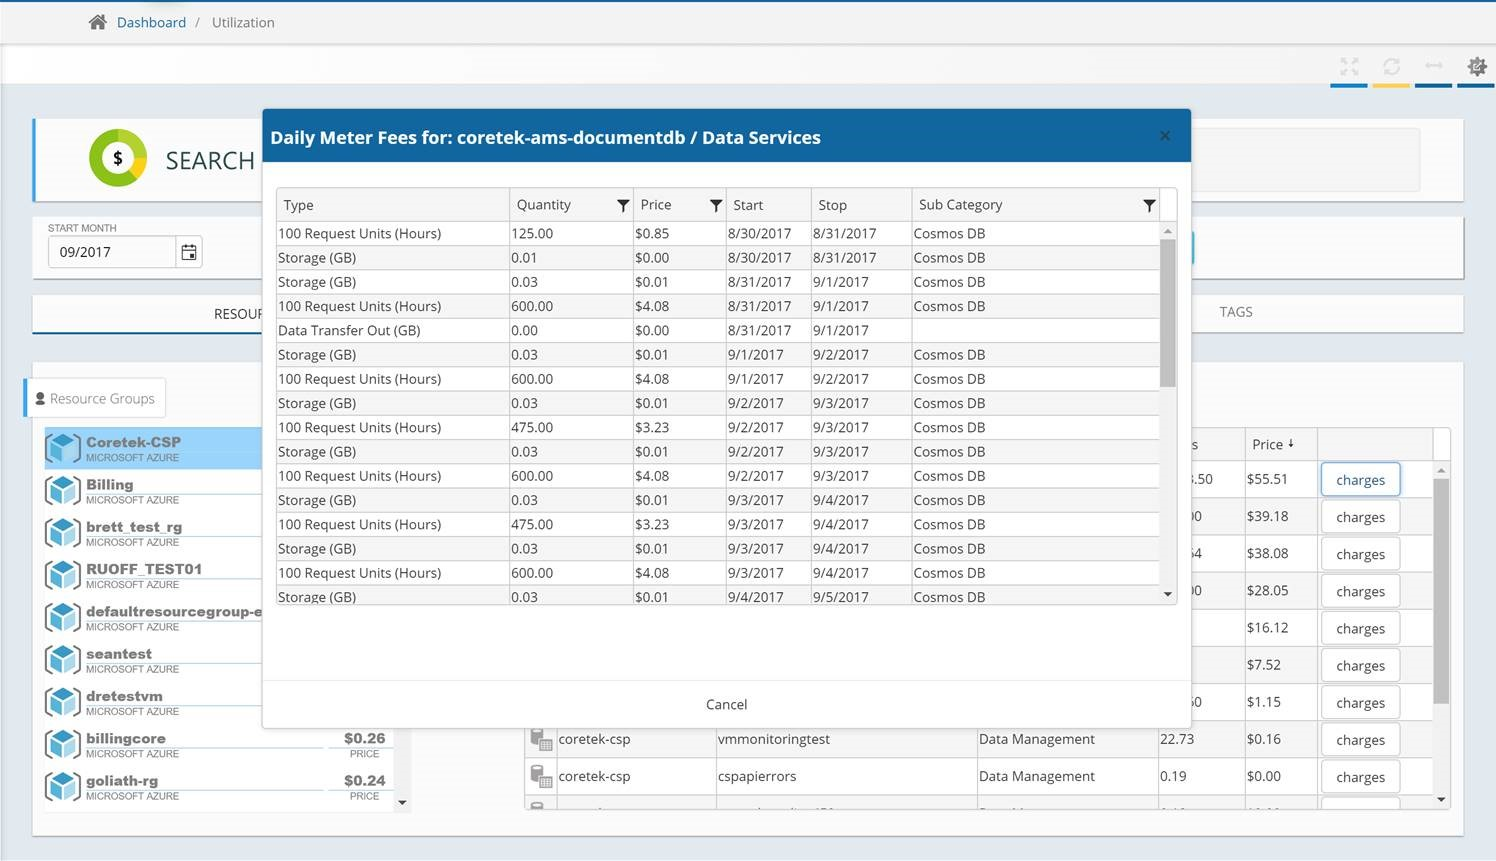 Dashboard / Utilization
$ SEARCH
START MONTH
09/2017
TAGS
Resource Groups
Coretek-CSP
MICROSOFT AZURE
Billing
MICROSOFT AZURE
brett_test_rg
MICROSOFT AZURE
RUOFF_TEST01
MICROSOFT AZURE
MICROSOFT AZURE
seantest
MICROSOFT AZURE
dretestvm
MICROSOFT AZURE
billingcore $0.26
MICROSOFT AZURE PRICE
goliath-rg $0.24
MICROSOFT AZURE PRICE
Daily Meter Fees for: coretek-ams-documentdb / Data Services ×
Type Quantity Price Start Stop Sub Category
100 Request Units (Hours) 125.00 $0.85 8/30/2017 8/31/2017 Cosmos DB
Storage (GB) 0.01 $0.00 8/30/2017 8/31/2017 Cosmos DB
Storage (GB) 0.03 $0.01 8/31/2017 9/1/2017 Cosmos DB
100 Request Units (Hours) 600.00 $4.08 8/31/2017 9/1/2017 Cosmos DB
Data Transfer Out (GB) 0.00 $0.00 8/31/2017 9/1/2017
Storage (GB) 0.03 $0.01 9/1/2017 9/2/2017 Cosmos DB
100 Request Units (Hours) 600.00 $4.08 9/1/2017 9/2/2017 Cosmos DB
Storage (GB) 0.03 $0.01 9/2/2017 9/3/2017 Cosmos DB
100 Request Units (Hours) 475.00 $3.23 9/2/2017 9/3/2017 Cosmos DB
Storage (GB) 0.03 $0.01 9/2/2017 9/3/2017 Cosmos DB
100 Request Units (Hours) 600.00 $4.08 9/2/2017 9/3/2017 Cosmos DB
Storage (GB) 0.03 $0.01 9/3/2017 9/4/2017 Cosmos DB
100 Request Units (Hours) 475.00 $3.23 9/3/2017 9/4/2017 Cosmos DB
Storage (GB) 0.03 $0.01 9/3/2017 9/4/2017 Cosmos DB
100 Request Units (Hours) 600.00 $4.08 9/3/2017 9/4/2017 Cosmos DB
Storage (GB) 0.03 $0.01 9/4/2017 9/5/2017 Cosmos DB
Cancel
Price
$55.51 charges
$39.18 charges
$38.08 charges
$28.05 charges
$16.12 charges
$7.52 charges
$1.15 charges
coretek-csp vmmonitoringtest Data Management 22.73 $0.16 charges
coretek-csp cspapierrors Data Management 0.19 $0.00 charges